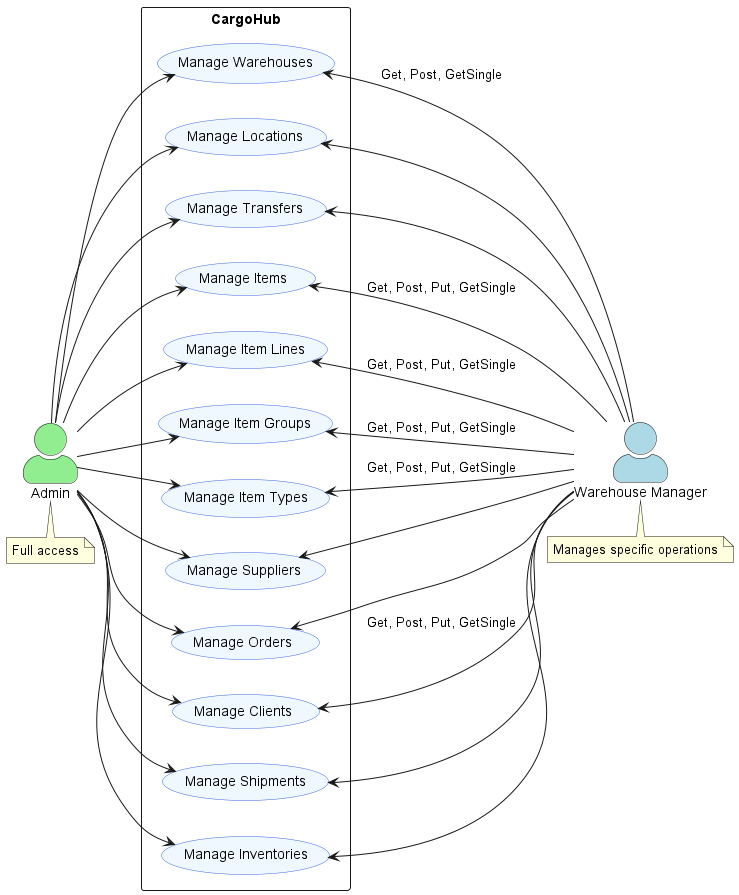 CargoHub
Manage Warehouses
Get, Post, GetSingle
Manage Locations
Manage Transfers
Manage Items
Get, Post, Put, GetSingle
Manage Item Lines
Get, Post, Put, GetSingle
Manage Item Groups
Get, Post, Put, GetSingle
Manage Item Types
Get, Post, Put, GetSingle
Admin
Warehouse Manager
Full access
Manages specific operations
Manage Suppliers
Manage Orders
Get, Post, Put, GetSingle
Manage Clients
Manage Shipments
Manage Inventories